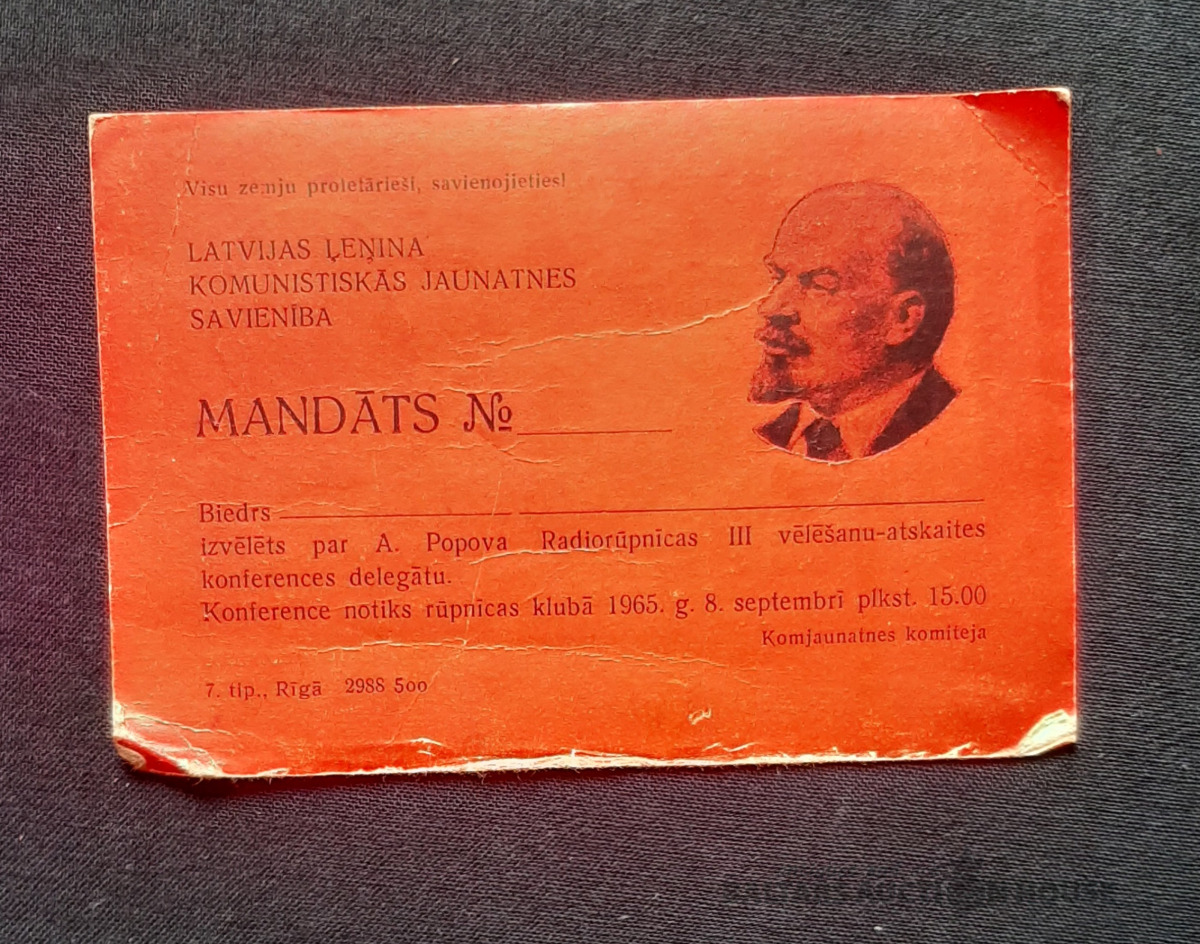 Visu zemju proletārieši, savienojieties!
LATVIJAS ĻEŅINA
KOMUNISTISKĀS JAUNATNES
SAVIENĪBA
MANDĀTS №
Biedrs
izvēlēts par A. Popova Radiorūpnīcas III vēlēšanu-atskaites
konferences delegātu.
Konference notiks rūpnīcas klubā 1965. g. 8. septembrī plkst. 15.00
Komjaunatnes komiteja
7. tip., Rīgā 2988 5oo